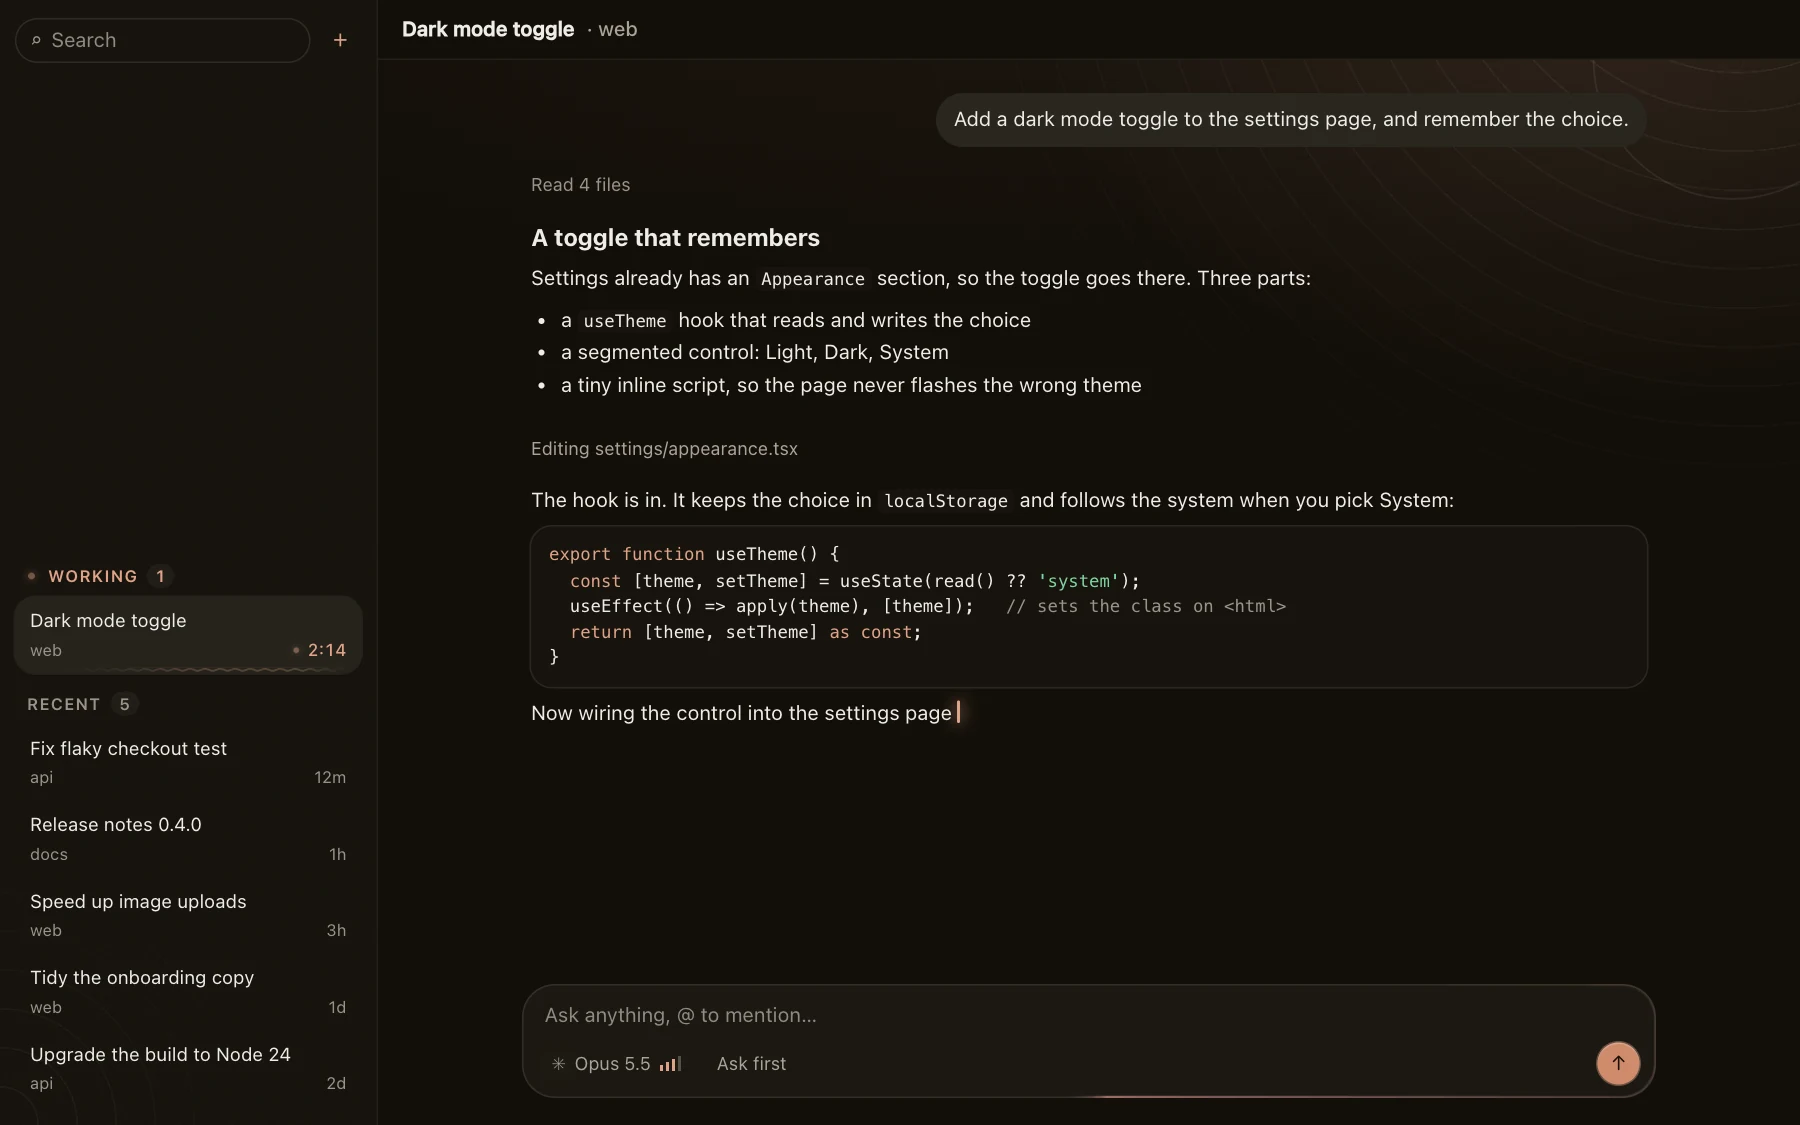 Search
+
WORKING 1
Dark mode toggle
web 2:14
RECENT 5
Fix flaky checkout test
api 12m
Release notes 0.4.0
docs 1h
Speed up image uploads
web 3h
Tidy the onboarding copy
web 1d
Upgrade the build to Node 24
api 2d
Dark mode toggle · web
Add a dark mode toggle to the settings page, and remember the choice.
Read 4 files
A toggle that remembers
Settings already has an Appearance section, so the toggle goes there. Three parts:
• a useTheme hook that reads and writes the choice
• a segmented control: Light, Dark, System
• a tiny inline script, so the page never flashes the wrong theme
Editing settings/appearance.tsx
The hook is in. It keeps the choice in localStorage and follows the system when you pick System:
export function useTheme() {
  const [theme, setTheme] = useState(read() ?? 'system');
  useEffect(() => apply(theme), [theme]);   // sets the class on <html>
  return [theme, setTheme] as const;
}
Now wiring the control into the settings page
Ask anything, @ to mention...
Opus 5.5 Ask first